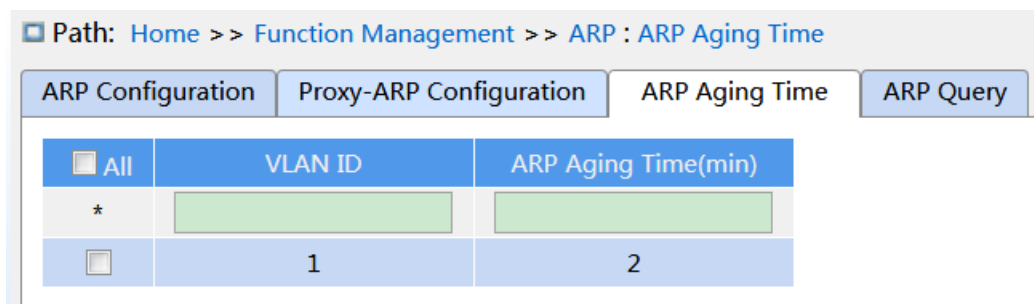 Path: Home >> Function Management >> ARP : ARP Aging Time
ARP Configuration Proxy-ARP Configuration ARP Aging Time ARP Query
All VLAN ID ARP Aging Time(min)
*
1 2